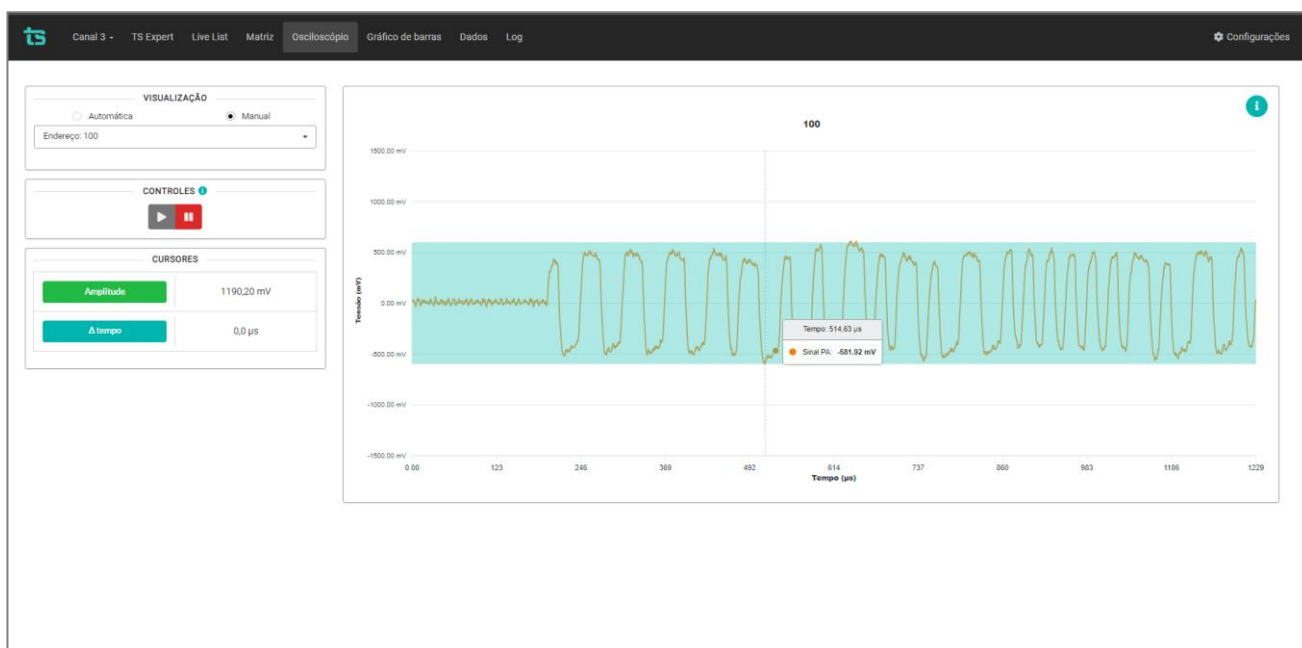 ts Canal 3 TS Expert Live List Matriz Osciloscópio Gráfico de barras Dados Log Configurações
VISUALIZAÇÃO
Automática Manual
Endereço: 100
CONTROLES
CURSORES
Amplitude 1190,20 mV
Δ tempo 0,0 µs
100
1500.00 mV
1000.00 mV
500.00 mV
0.00 mV
-500.00 mV
-1000.00 mV
-1500.00 mV
Tensão (mV)
Tempo: 514,63 µs
Sinal PA: -581.92 mV
0.00 123 246 369 492 614 737 860 983 1106 1229
Tempo (µs)